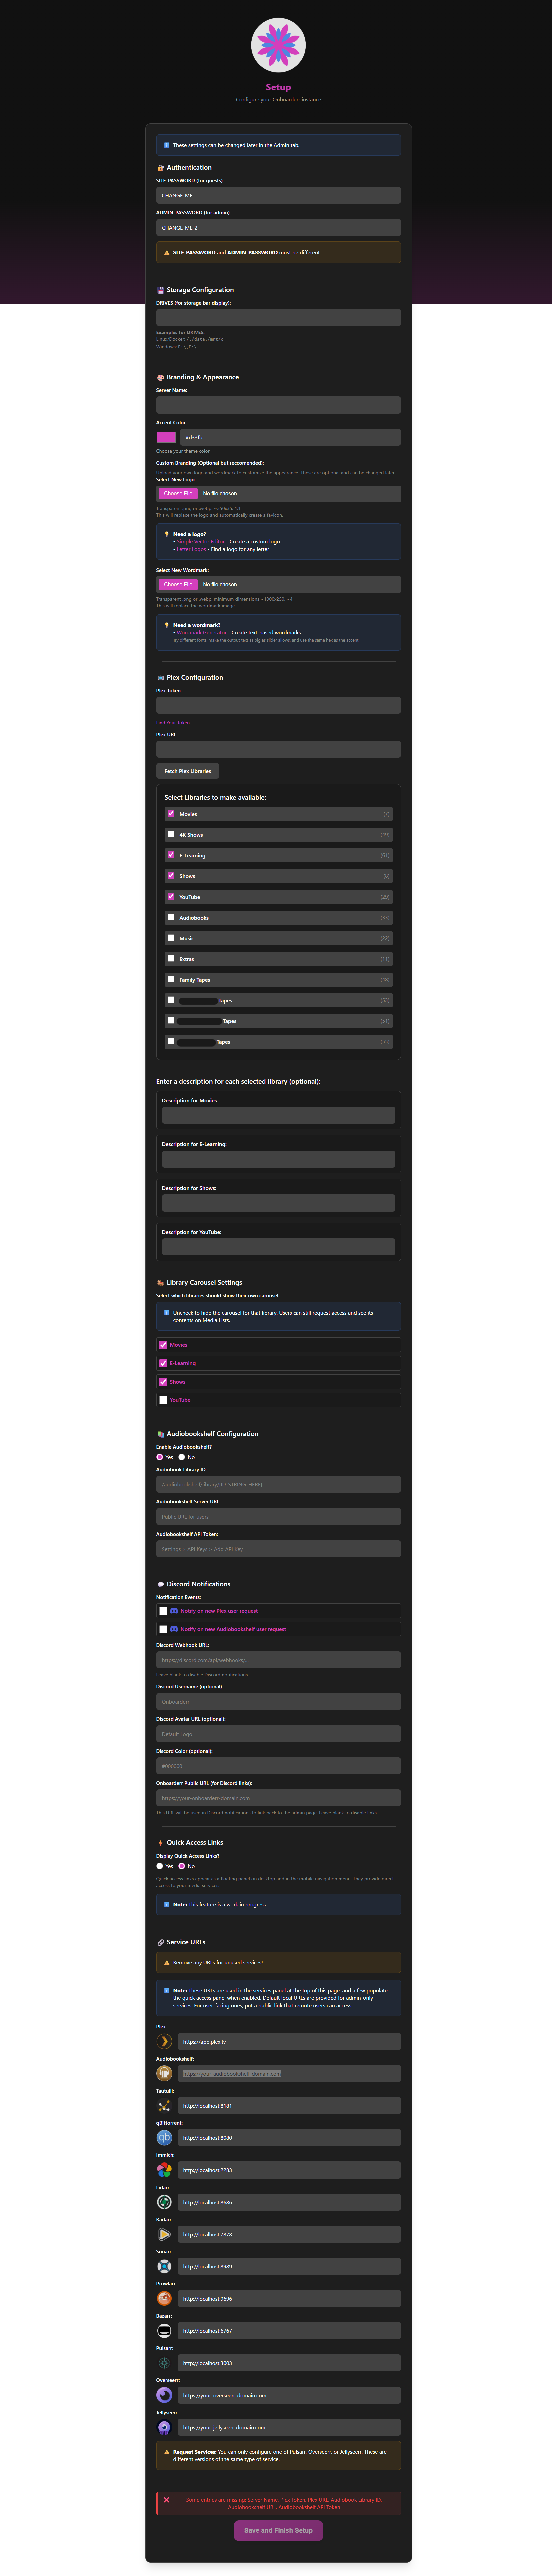 Setup
Configure your Onboarderr instance
These settings can be changed later in the Admin tab.
Authentication
SITE_PASSWORD (for guests):
CHANGE_ME
ADMIN_PASSWORD (for admin):
CHANGE_ME_2
SITE_PASSWORD and ADMIN_PASSWORD must be different.
Storage Configuration
DRIVES (for storage bar display):
Examples for DRIVES:
Linux/Docker:
Windows:
Branding & Appearance
Server Name:
Accent Color:
#d33fbc
Choose your theme color
Custom Branding (Optional but reccomended):
Upload your own logo and wordmark to customize the appearance. These are optional and can be changed later.
Select New Logo:
Choose File No file chosen
Transparent .png or .webp, ~350x35, 1:1
This will replace the logo and automatically create a favicon.
Need a logo?
• Simple Vector Editor - Create a custom logo
• Letter Logos - Find a logo for any letter
Select New Wordmark:
Choose File No file chosen
Transparent .png or .webp, minimum dimensions ~1000x250, ~4:1
This will replace the wordmark image.
Need a wordmark?
• Wordmark Generator - Create text-based wordmarks
Try different fonts, make the output text as big as slider allows, and use the same hex as the accent.
Plex Configuration
Plex Token:
Find Your Token
Plex URL:
Fetch Plex Libraries
Select Libraries to make available:
Movies (7)
4K Shows (49)
E-Learning
Shows
YouTube (29)
Audiobooks
Music (22)
Extras (11)
Family Tapes
Tapes
Tapes (51)
Tapes
Enter a description for each selected library (optional):
Description for Movies:
Description for E-Learning:
Description for Shows:
Description for YouTube:
Library Carousel Settings
Select which libraries should show their own carousel:
Uncheck to hide the carousel for that library. Users can still request access and see its
contents on Media Lists.
Movies
E-Learning
Shows
YouTube
Audiobookshelf Configuration
Enable Audiobookshelf?
Yes No
Audiobook Library ID:
/audiobookshelf/library/[ID_STRING_HERE]
Audiobookshelf Server URL:
Public URL for users
Audiobookshelf API Token:
Settings > API Keys > Add API Key
Discord Notifications
Notification Events:
Notify on new Plex user request
Notify on new Audiobookshelf user request
Discord Webhook URL:
https://discord.com/api/webhooks/...
Leave blank to disable Discord notifications
Discord Username (optional):
Onboarderr
Discord Avatar URL (optional):
Default Logo
Discord Color (optional):
#000000
Onboarderr Public URL (for Discord links):
https://your-onboarderr-domain.com
This URL will be used in Discord notifications to link back to the admin page. Leave blank to disable links.
Quick Access Links
Display Quick Access Links?
Yes No
Quick access links appear as a floating panel on desktop and in the mobile navigation menu. They provide direct
access to your media services.
Note: This feature is a work in progress.
Service URLs
Remove any URLs for unused services!
Note: These URLs are used in the services panel at the top of this page, and a few populate
the quick access panel when enabled. Default local URLs are provided for admin-only
services. For user-facing ones, put a public link that remote users can access.
Plex:
https://app.plex.tv
Audiobookshelf:
https://your-audiobookshelf-domain.com
Tautulli:
http://localhost:8181
qBittorrent:
http://localhost:8080
Immich:
http://localhost:2283
Lidarr:
http://localhost:8686
Radarr:
http://localhost:7878
Sonarr:
http://localhost:8989
Prowlarr:
http://localhost:9696
Bazarr:
http://localhost:6767
Pulsarr:
http://localhost:3003
Overseerr:
https://your-overseerr-domain.com
Jellyseerr:
https://your-jellyseerr-domain.com
Request Services: You can only configure one of Pulsarr, Overseerr, or Jellyseerr. These are
different versions of the same type of service.
Some entries are missing: Server Name, Plex Token, Plex URL, Audiobook Library ID,
Audiobookshelf URL, Audiobookshelf API Token
Save and Finish Setup